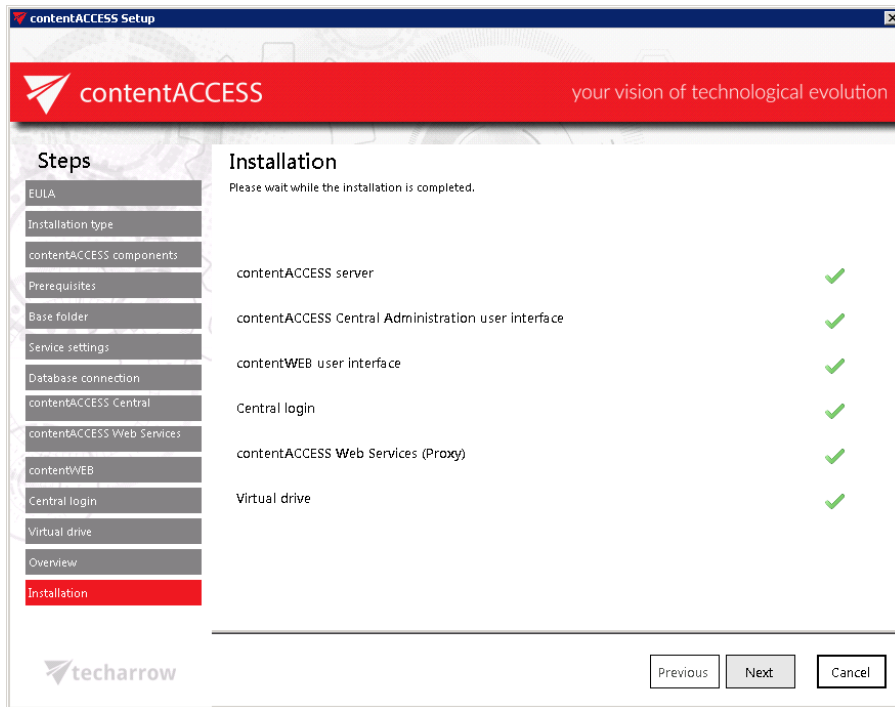 contentACCESS Setup
contentACCESS
your vision of technological evolution
Steps
EULA
Installation type
contentACCESS components
Prerequisites
Base folder
Service settings
Database connection
contentACCESS Central
contentACCESS Web Services
contentWEB
Central login
Virtual drive
Overview
Installation
Installation
Please wait while the installation is completed.
contentACCESS server
contentACCESS Central Administration user interface
contentWEB user interface
Central login
contentACCESS Web Services (Proxy)
Virtual drive
techarrow
Previous
Next
Cancel